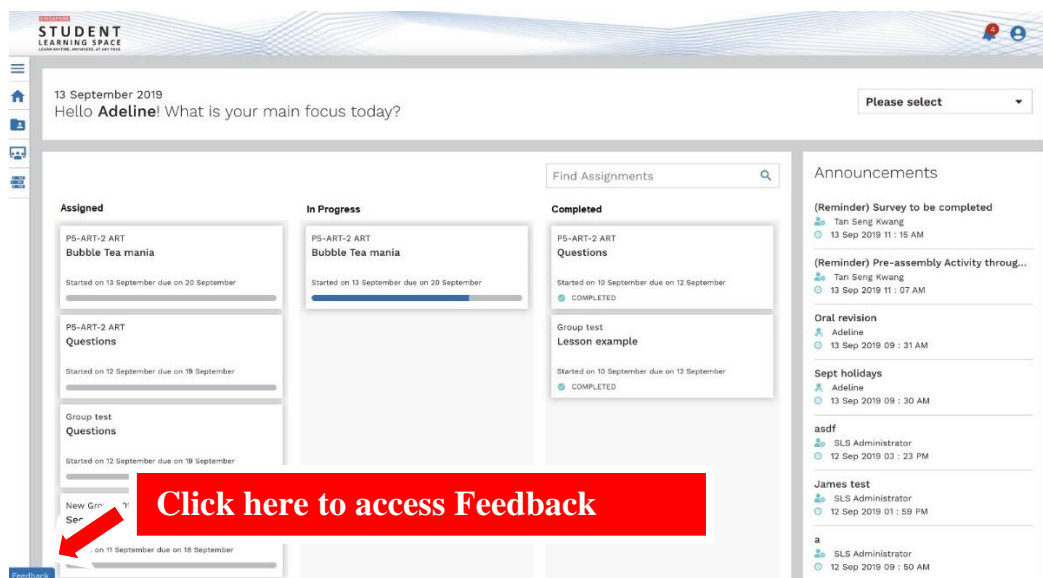 SINGAPORE
STUDENT
LEARNING SPACE
LEARN ANYTIME, ANYWHERE, AT ANY PACE
4
13 September 2019
Hello Adeline! What is your main focus today?
Please select
Find Assignments
Assigned
P5-ART-2 ART
Bubble Tea mania
Started on 13 September due on 20 September
P5-ART-2 ART
Questions
Started on 12 September due on 19 September
Group test
Questions
Started on 12 September due on 19 September
New
on 11 September due on 18 September
In Progress
P5-ART-2 ART
Bubble Tea mania
Started on 13 September due on 20 September
Completed
P5-ART-2 ART
Questions
Started on 10 September due on 12 September
COMPLETED
Group test
Lesson example
Started on 10 September due on 12 September
COMPLETED
Announcements
(Reminder) Survey to be completed
Tan Seng Kwang
13 Sep 2019 11 : 15 AM
(Reminder) Pre-assembly Activity throug...
Tan Seng Kwang
13 Sep 2019 11 : 07 AM
Oral revision
Adeline
13 Sep 2019 09 : 31 AM
Sept holidays
Adeline
13 Sep 2019 09 : 30 AM
asdf
SLS Administrator
12 Sep 2019 03 : 23 PM
James test
SLS Administrator
12 Sep 2019 01 : 59 PM
a
SLS Administrator
12 Sep 2019 09 : 50 AM
Click here to access Feedback
Feedback